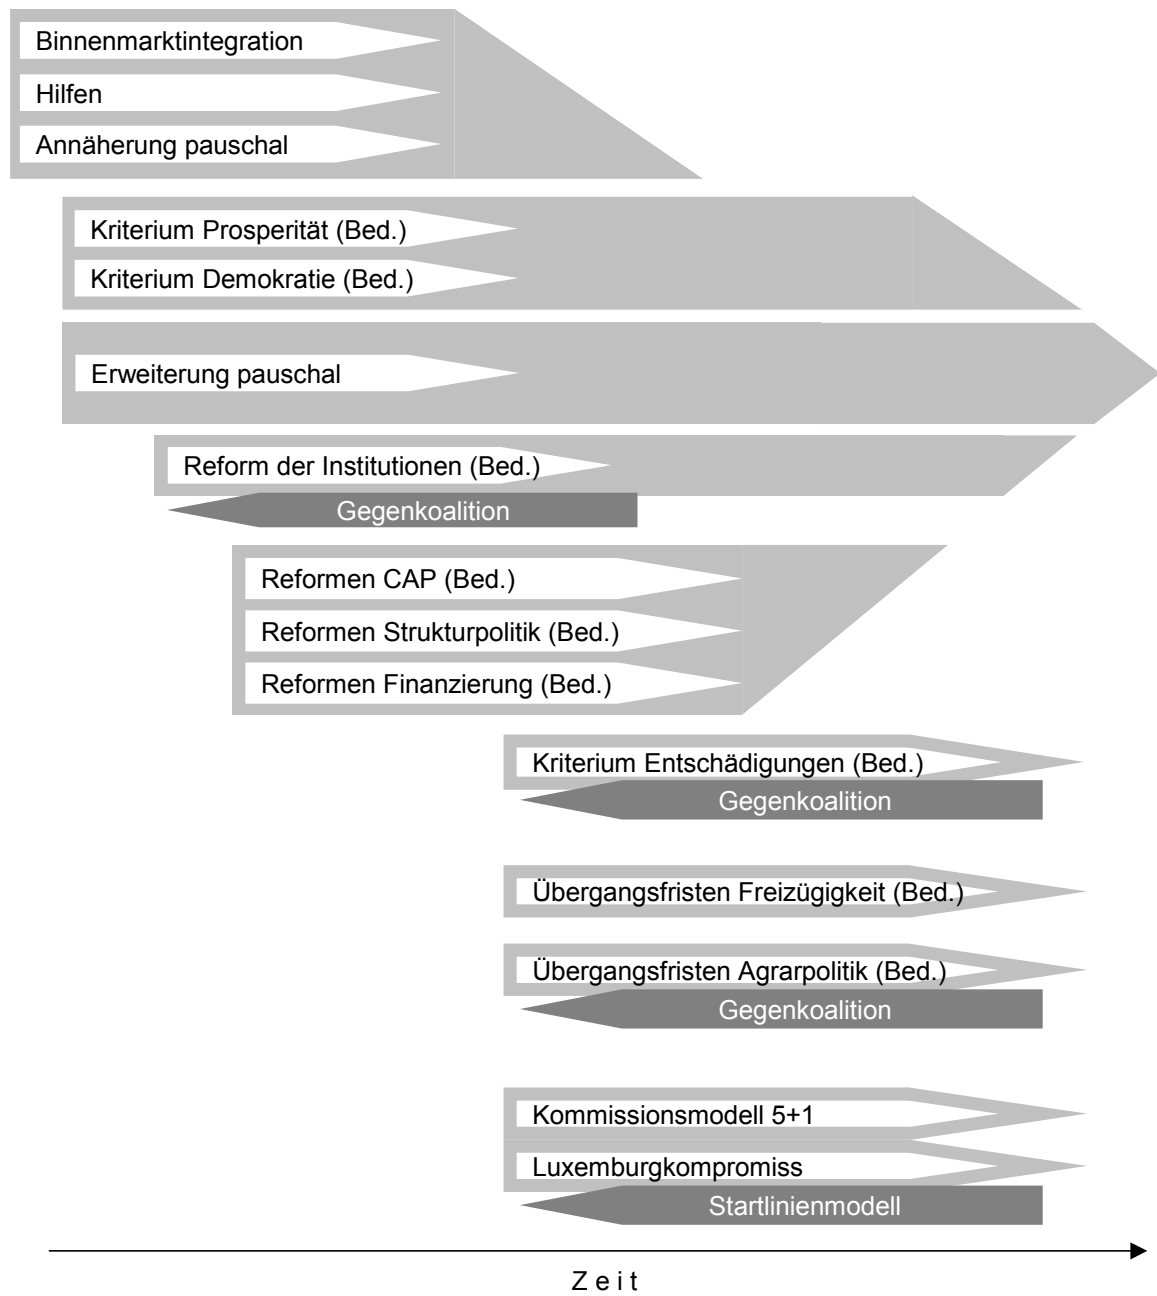 Binnenmarktintegration
Hilfen
Annäherung pauschal
Kriterium Prosperität (Bed.)
Kriterium Demokratie (Bed.)
Erweiterung pauschal
Reform der Institutionen (Bed.)
Gegenkoalition
Reformen CAP (Bed.)
Reformen Strukturpolitik (Bed.)
Reformen Finanzierung (Bed.)
Kriterium Entschädigungen (Bed.)
Gegenkoalition
Übergangsfristen Freizügigkeit (Bed.)
Übergangsfristen Agrarpolitik (Bed.)
Gegenkoalition
Kommissionsmodell 5+1
Luxemburgkompromiss
Startlinienmodell
Zeit